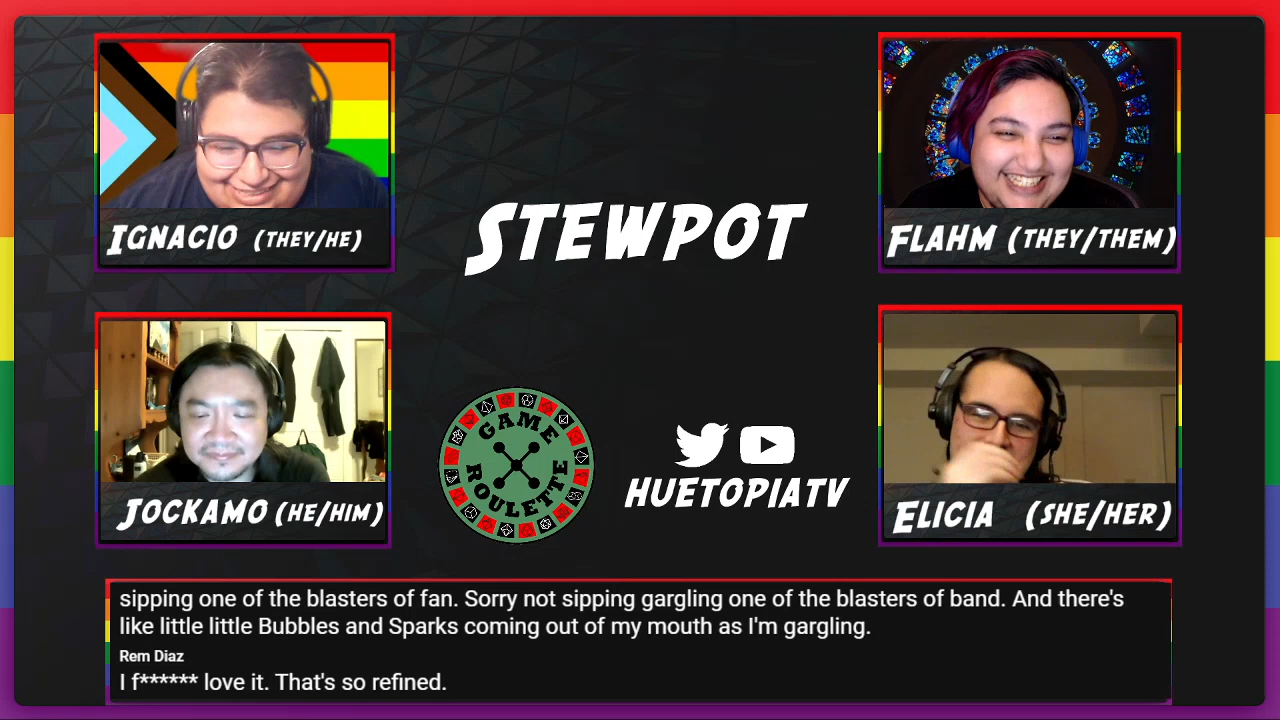 IGNACIO (THEY/HE)
FLAHM (THEY/THEM)
STEWPOT
JOCKAMO (HE/HIM)
GAME
ROULETTE
HUETOPIATV
ELICIA (SHE/HER)
sipping one of the blasters of fan. Sorry not sipping gargling one of the blasters of band. And there's
like little little Bubbles and Sparks coming out of my mouth as I'm gargling.
Rem Diaz
I f****** love it. That's so refined.